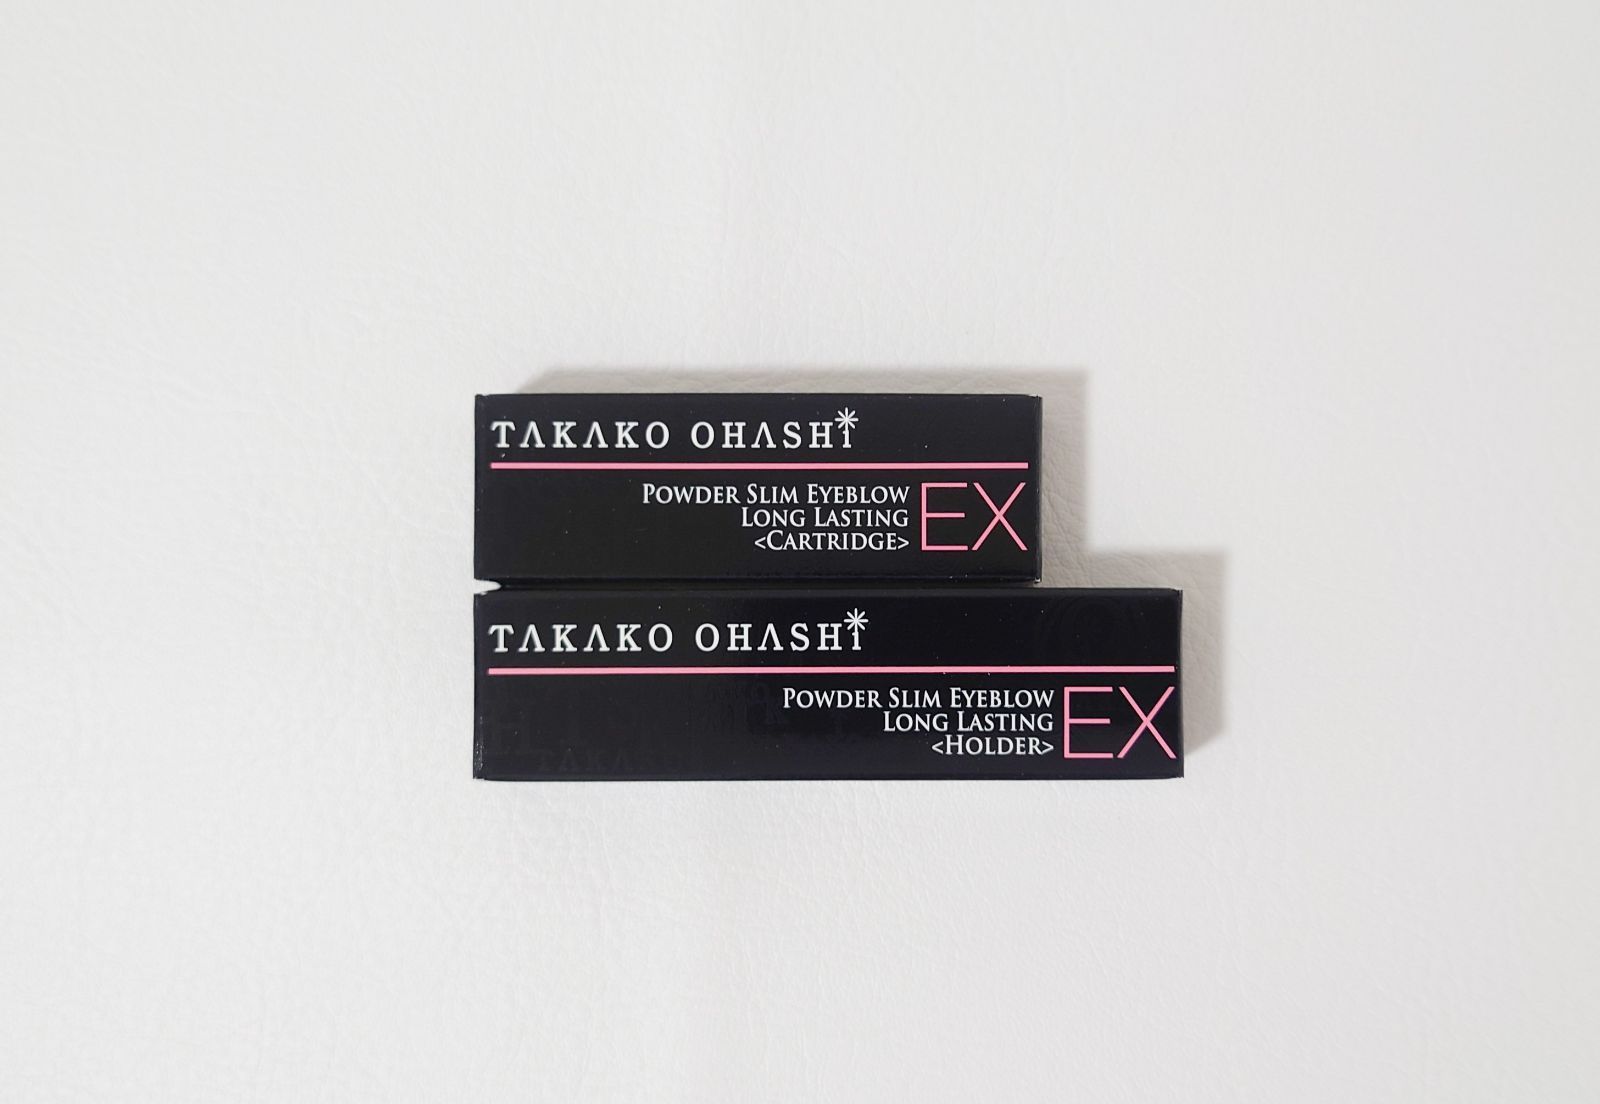 TAKAKO OHASHI
POWDER SLIM EYEBLOW
LONG LASTING
<CARTRIDGE>
EX
TAKAKO OHASHI
POWDER SLIM EYEBLOW
LONG LASTING
<HOLDER>
EX